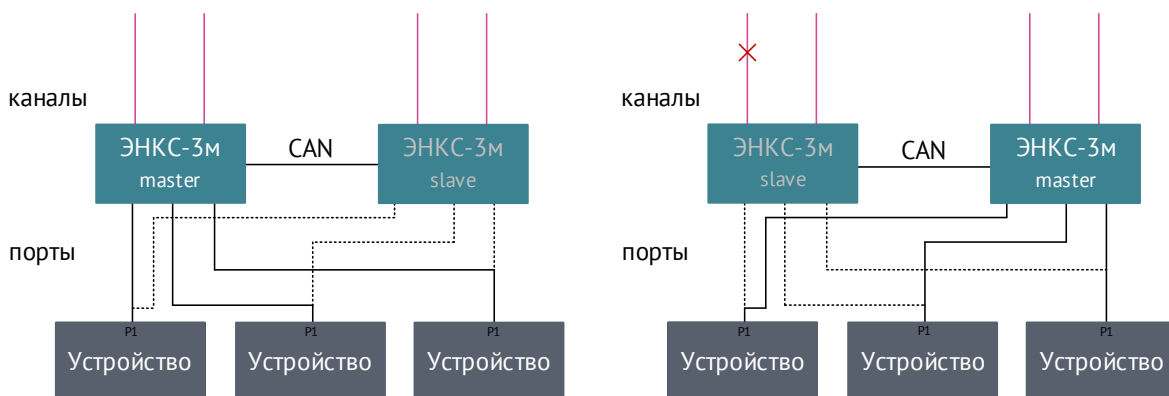 каналы
ЭНКС-3м
master
CAN
ЭНКС-3м
slave
порты
P1
Устройство
P1
Устройство
P1
Устройство
каналы
ЭНКС-3м
slave
CAN
ЭНКС-3м
master
порты
P1
Устройство
P1
Устройство
P1
Устройство